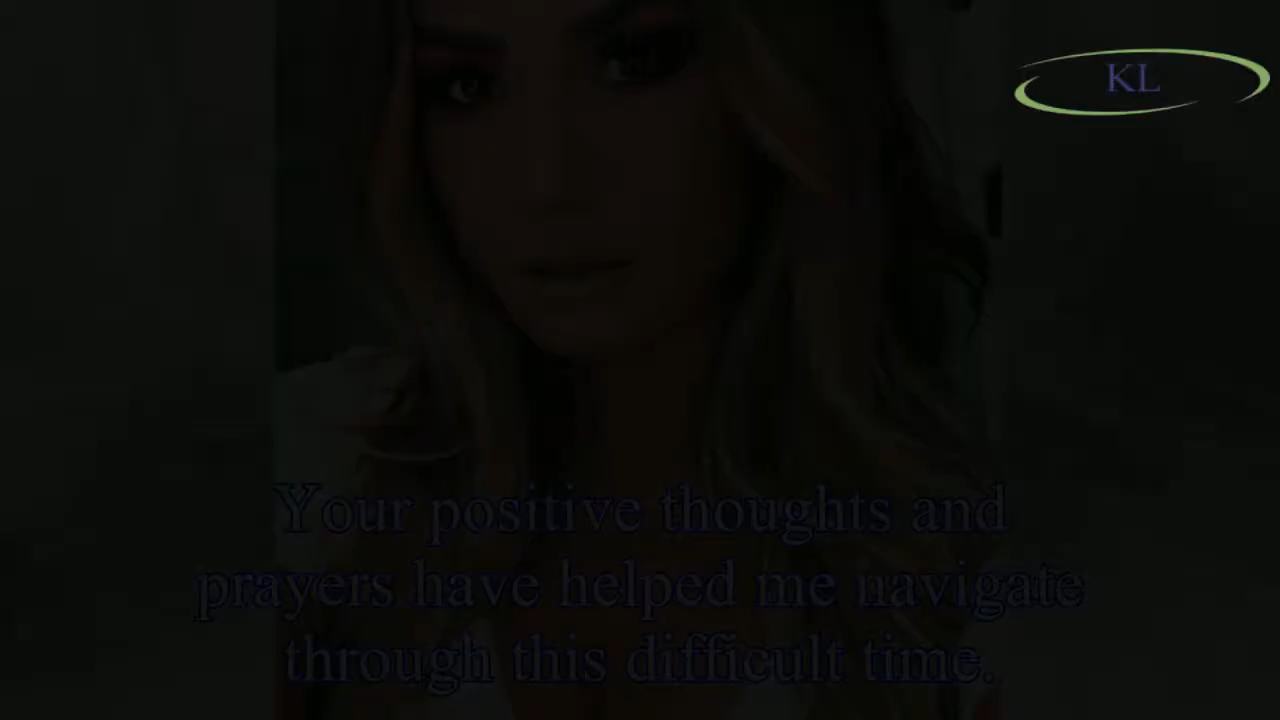 KL
Your positive thoughts and
prayers have helped me navigate
through this difficult time.